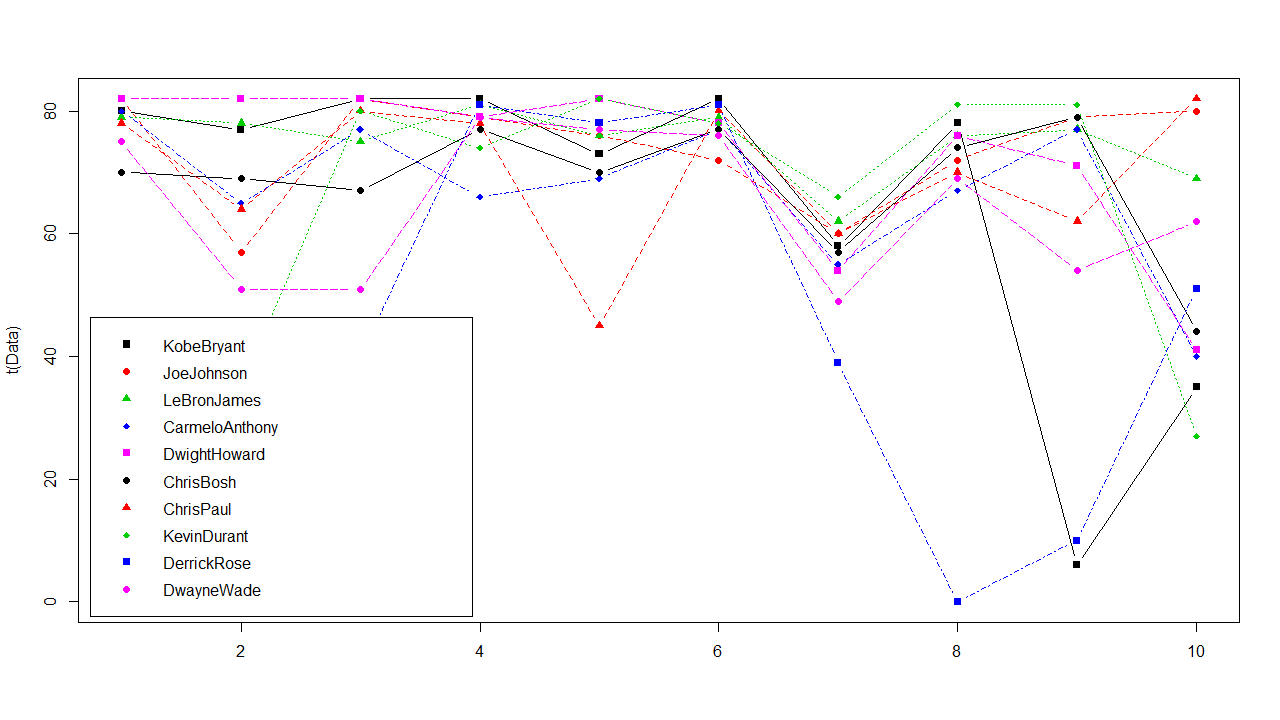 t(Data)
80
60
40
20
0
KobeBryant
JoeJohnson
LeBronJames
CarmeloAnthony
DwightHoward
ChrisBosh
ChrisPaul
KevinDurant
DerrickRose
DwayneWade
2 4 6 8 10